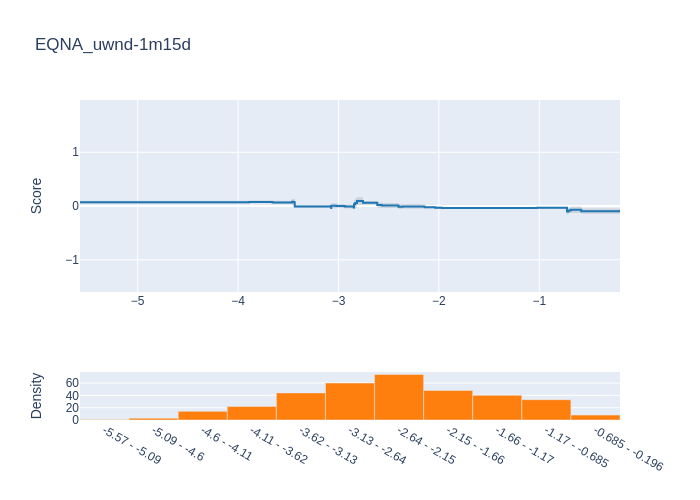 EQNA_uwnd-1m15d
Score
1
0
−1
−5
−4
−3
−2
−1
Density
60
40
20
0
-5.57 - -5.09
-5.09 - -4.6
-4.6 - -4.11
-4.11 - -3.62
-3.62 - -3.13
-3.13 - -2.64
-2.64 - -2.15
-2.15 - -1.66
-1.66 - -1.17
-1.17 - -0.685
-0.685 - -0.196